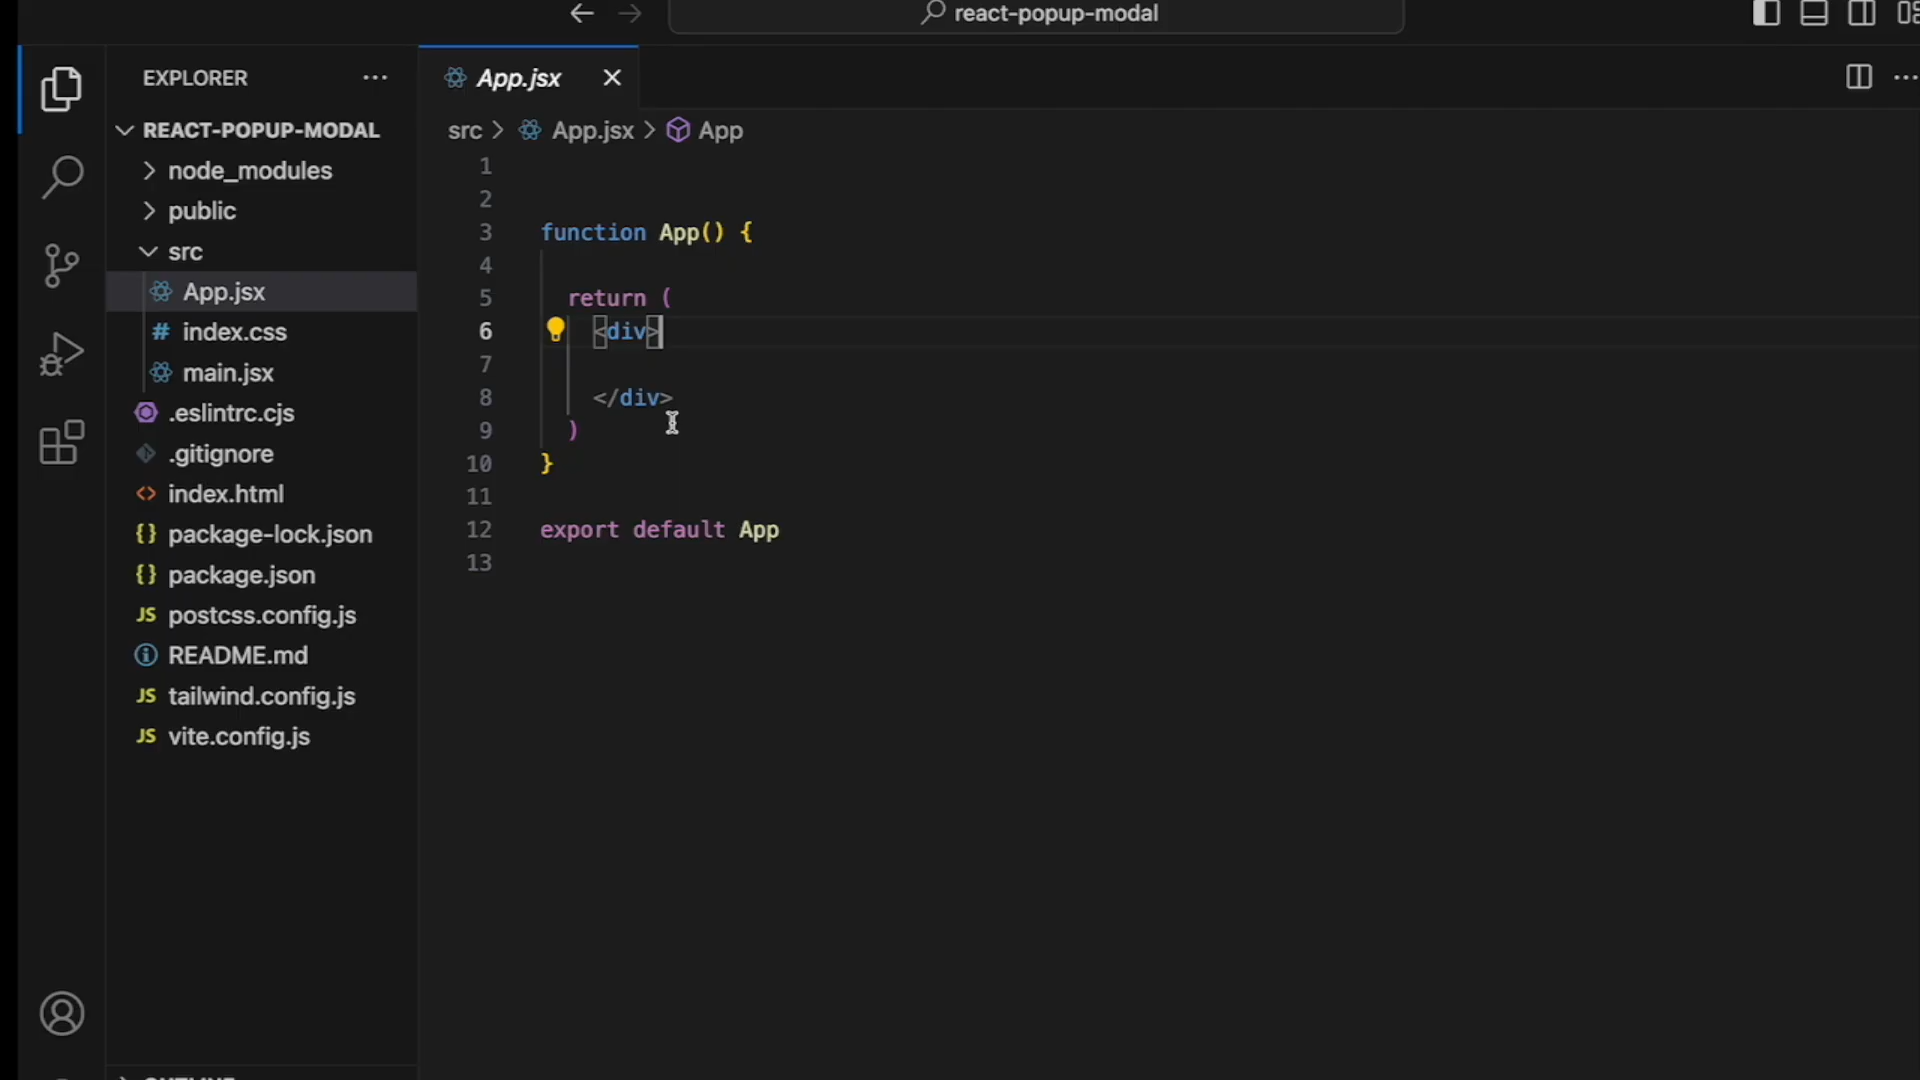 react-popup-modal
EXPLORER
App.jsx
REACT-POPUP-MODAL
node_modules
public
src
App.jsx
index.css
main.jsx
.eslintrc.cjs
.gitignore
index.html
package-lock.json
package.json
postcss.config.js
README.md
tailwind.config.js
vite.config.js
src > App.jsx > App
1
2
3 function App() {
4
5 return (
6 <div>
7
8 </div>
9 )
10 }
11
12 export default App
13